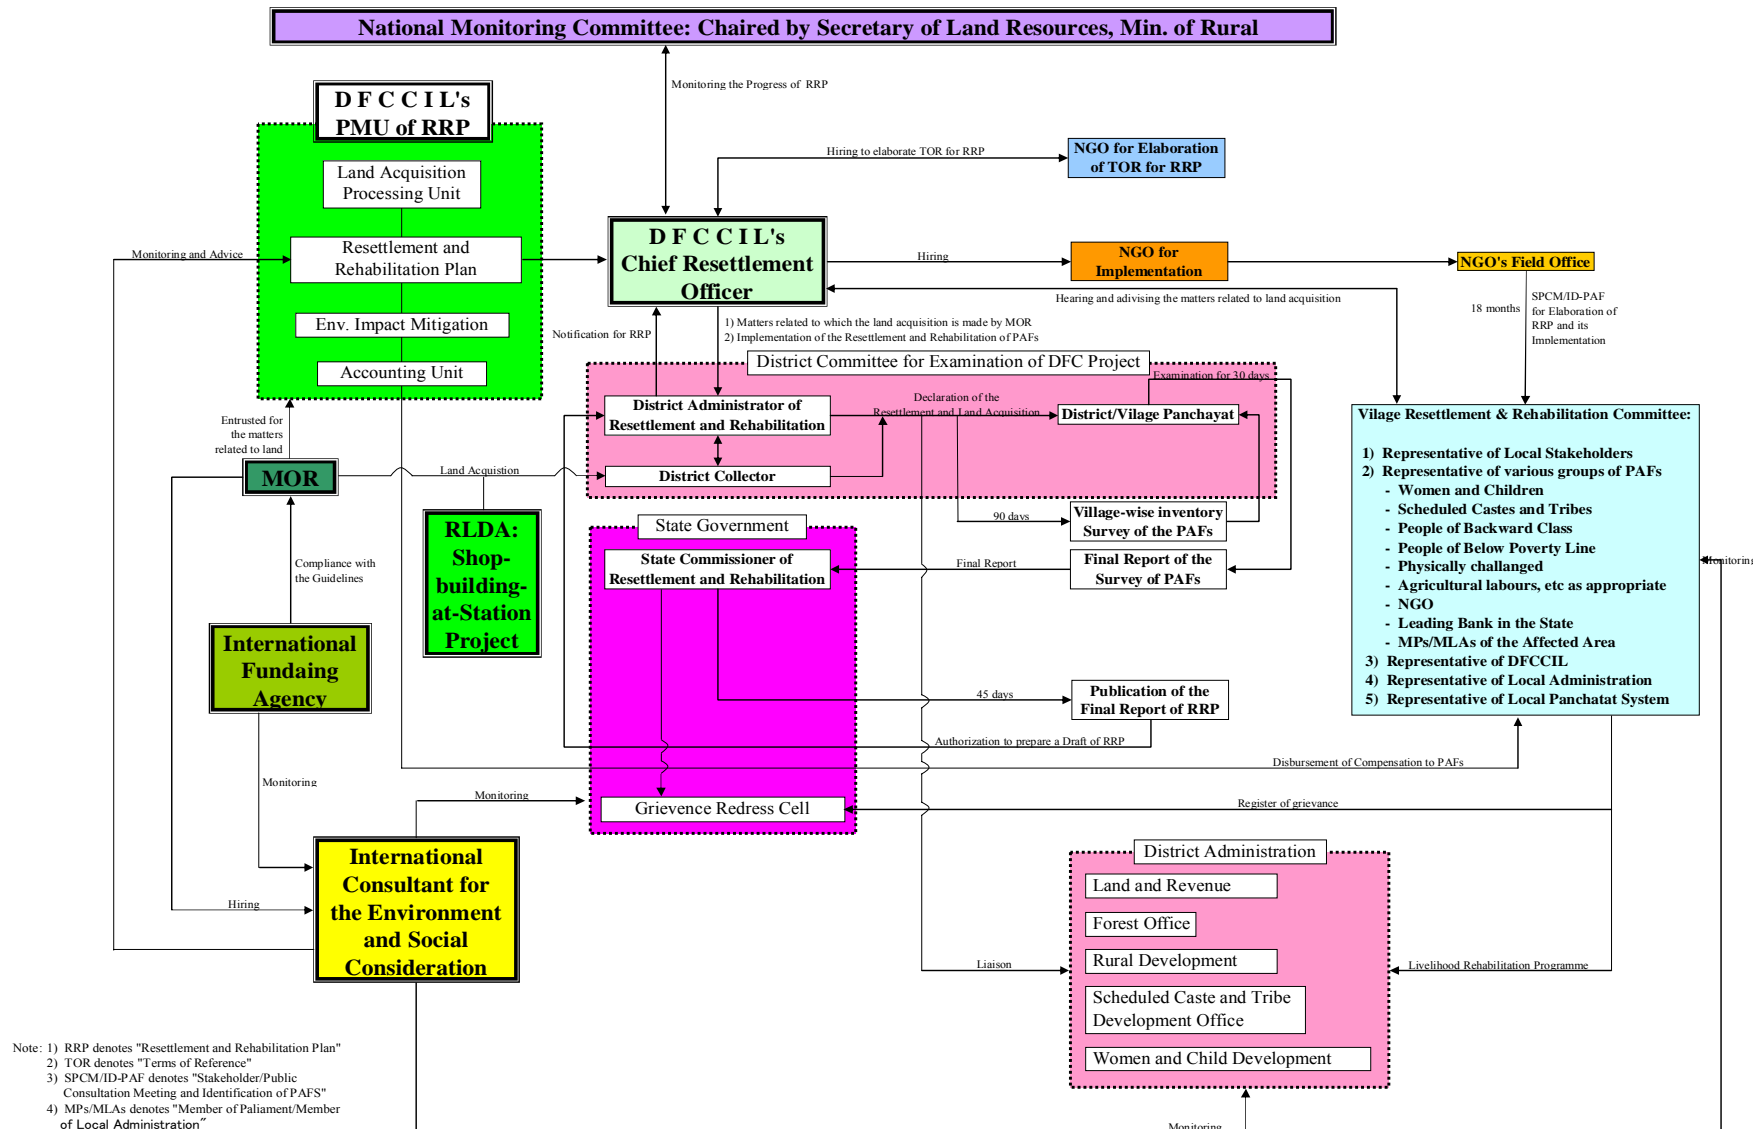 National Monitoring Committee: Chaired by Secretary of Land Resources, Min. of Rural
Monitoring the Progress of RRP
D F C C I L's
PMU of RRP
Land Acquisition
Processing Unit
Resettlement and
Rehabilitation Plan
Env. Impact Mitigation
Accounting Unit
Monitoring and Advice
Hiring to elaborate TOR for RRP
NGO for Elaboration
of TOR for RRP
D F C C I L's
Chief Resettlement
Officer
Hiring
NGO for
Implementation
NGO's Field Office
Hearing and adivising the matters related to land acquisition
18 months
SPCM/ID-PAF
for Elaboration of
RRP and its
Implementation
Notification for RRP
1) Matters related to which the land acquisition is made by MOR
2) Implementation of the Resettlement and Rehabilitation of PAFs
District Committee for Examination of DFC Project
Examination for 30 days
District Administrator of
Resettlement and Rehabilitation
Declaration of the
Resettlement and Land Acquisition
District/Vilage Panchayat
District Collector
Entrusted for
the matters
related to land
MOR
Land Acquistion
RLDA:
Shop-
building-
at-Station
Project
Compliance with
the Guidelines
International
Fundaing
Agency
State Government
State Commissioner of
Resettlement and Rehabilitation
90 days
Village-wise inventory
Survey of the PAFs
Final Report
Final Report of the
Survey of PAFs
45 days
Publication of the
Final Report of RRP
Authorization to prepare a Draft of RRP
Disbursement of Compensation to PAFs
Vilage Resettlement & Rehabilitation Committee:
1) Representative of Local Stakeholders
2) Representative of various groups of PAFs
- Women and Children
- Scheduled Castes and Tribes
- People of Backward Class
- People of Below Poverty Line
- Physically challanged
- Agricultural labours, etc as appropriate
- NGO
- Leading Bank in the State
- MPs/MLAs of the Affected Area
3) Representative of DFCCIL
4) Representative of Local Administration
5) Representative of Local Panchatat System
Monitoring
Monitoring
Monitoring
Grievence Redress Cell
Register of grievance
International
Consultant for
the Environment
and Social
Consideration
Hiring
District Administration
Land and Revenue
Forest Office
Rural Development
Scheduled Caste and Tribe
Development Office
Women and Child Development
Liaison
Livelihood Rehabilitation Programme
Monitoring
Note: 1) RRP denotes "Resettlement and Rehabilitation Plan"
2) TOR denotes "Terms of Reference"
3) SPCM/ID-PAF denotes "Stakeholder/Public
Consultation Meeting and Identification of PAFS"
4) MPs/MLAs denotes "Member of Paliament/Member
of Local Administration"